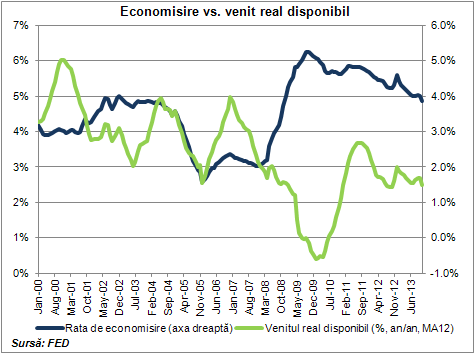 Economisire vs. venit real disponibil
7% 6.0%
6% 5.0%
5% 4.0%
4% 3.0%
3% 2.0%
2% 1.0%
1% 0.0%
0% -1.0%
Jan-00 Aug-00 Mar-01 Oct-01 May-02 Dec-02 Jul-03 Feb-04 Sep-04 Apr-05 Nov-05 Jun-06 Jan-07 Aug-07 Mar-08 Oct-08 May-09 Dec-09 Jul-10 Feb-11 Sep-11 Apr-12 Nov-12 Jun-13
Rata de economisire (axa dreaptă) Venitul real disponibil (%, an/an, MA12)
Sursă: FED